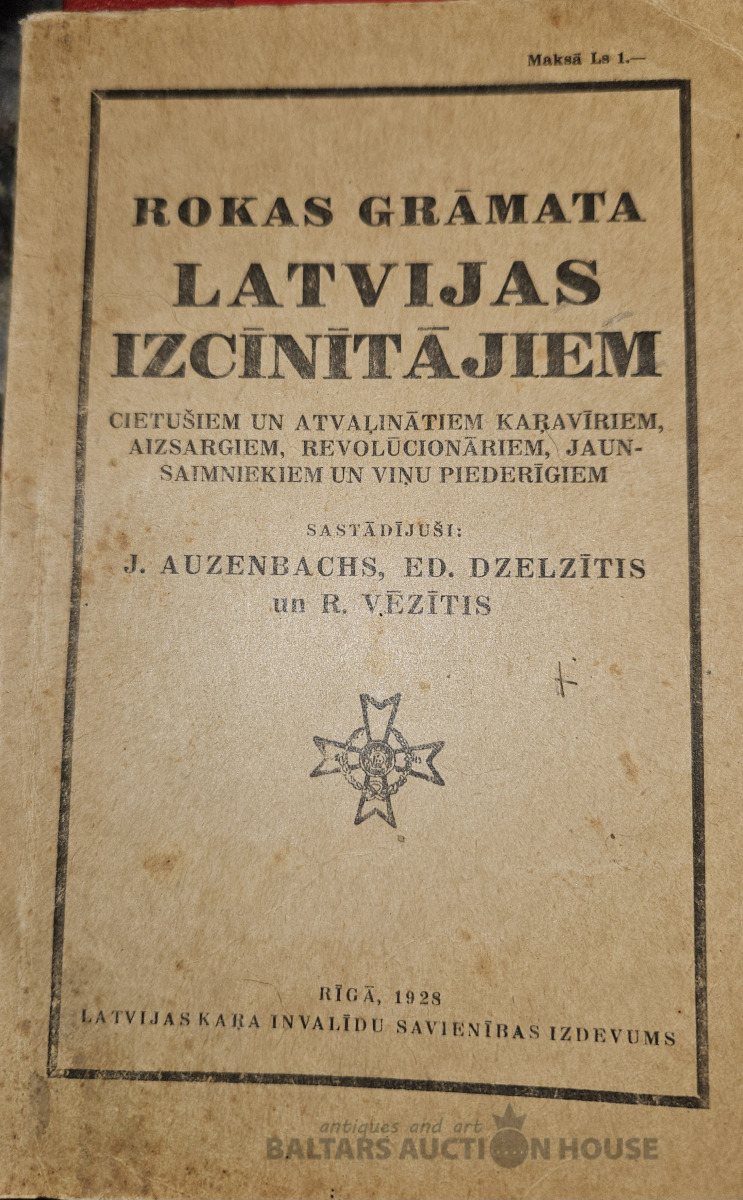 Maksā Ls 1.—
ROKAS GRĀMATA
LATVIJAS
IZCĪNĪTĀJIEM
CIETUŠIEM UN ATVAĻINĀTIEM KAŖAVĪRIEM,
AIZSARGIEM, REVOLŪCIONĀRIEM, JAUN-
SAIMNIEKIEM UN VIŅU PIEDERĪGIEM
SASTĀDĪJUŠI:
J. AUZENBACHS, ED. DZELZĪTIS
un R. VĒZĪTIS
RĪGĀ, 1928
LATVIJAS KAŖA INVALĪDU SAVIENĪBAS IZDEVUMS
antiques and art
BALTARS AUCTION HOUSE